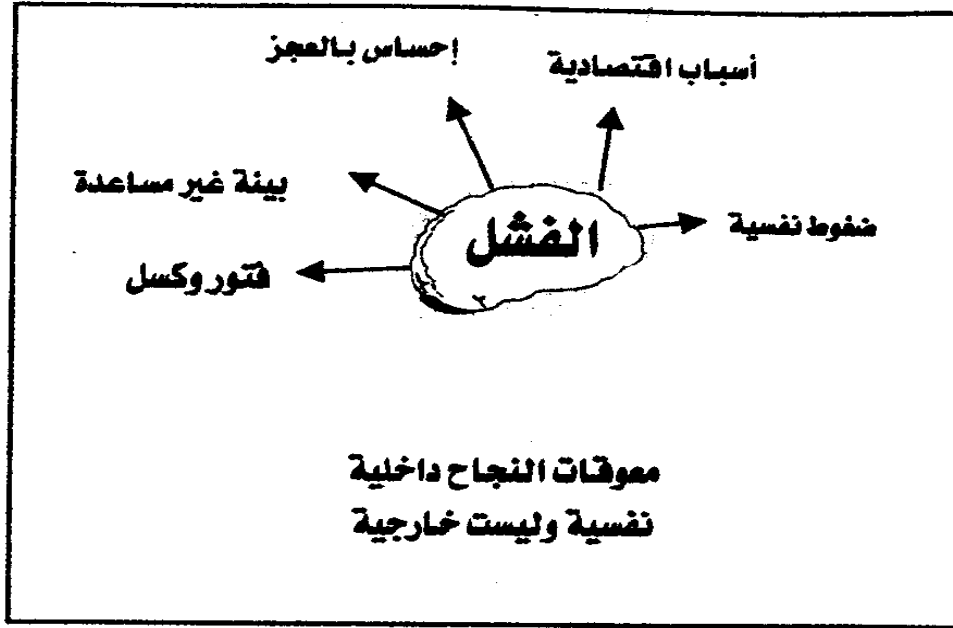 إحساس بالعجز
أسباب اقتصادية
بيئة غير مساعدة
الفشل
ضغوط نفسية
فتور وكسل
معوقات النجاح داخلية
نفسية وليست خارجية